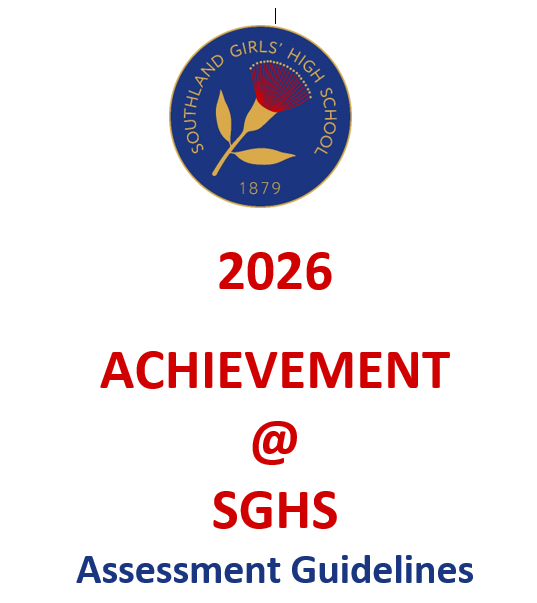 SOUTHLAND GIRLS' HIGH SCHOOL
1879
2026
ACHIEVEMENT
@
SGHS
Assessment Guidelines